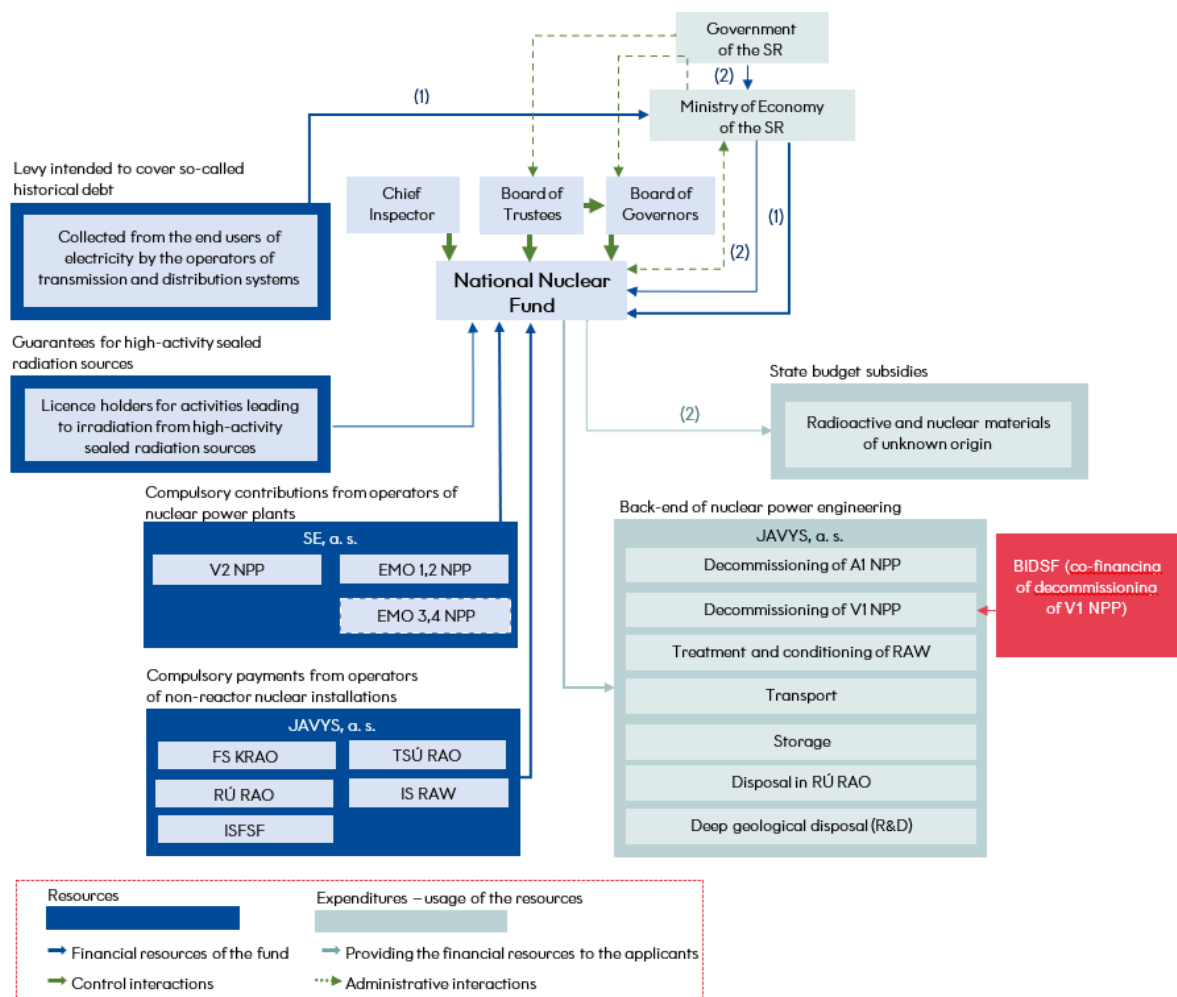 Government
of the SR
(2)
(1)
Ministry of Economy
of the SR
Levy intended to cover so-called
historical debt
Collected from the end users of
electricity by the operators of
transmission and distribution systems
Chief
Inspector
Board of
Trustees
Board of
Governors
(1)
(2)
National Nuclear
Fund
Guarantees for high-activity sealed
radiation sources
Licence holders for activities leading
to irradiation from high-activity
sealed radiation sources
State budget subsidies
(2)
Radioactive and nuclear materials
of unknown origin
Compulsory contributions from operators of
nuclear power plants
SE, a. s.
V2 NPP
EMO 1,2 NPP
EMO 3,4 NPP
Compulsory payments from operators
of non-reactor nuclear installations
JAVYS, a. s.
FS KRAO
TSÚ RAO
RÚ RAO
IS RAW
ISFSF
Back-end of nuclear power engineering
JAVYS, a. s.
Decommissioning of A1 NPP
Decommissioning of V1 NPP
Treatment and conditioning of RAW
Transport
Storage
Disposal in RÚ RAO
Deep geological disposal (R&D)
BIDSF (co-financing
of decommissioning
of V1 NPP)
Resources
Expenditures – usage of the resources
Financial resources of the fund
Providing the financial resources to the applicants
Control interactions
Administrative interactions